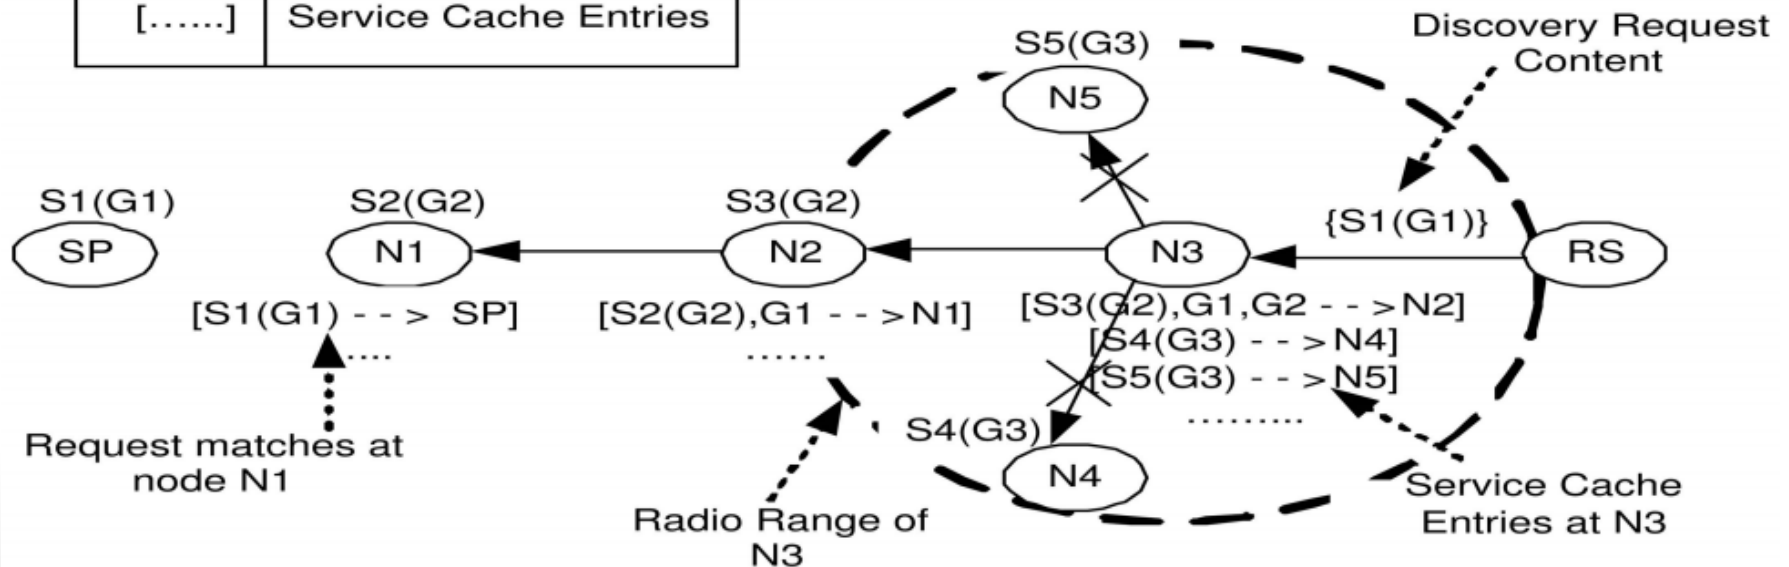 [......] Service Cache Entries
Discovery Request
Content
S5(G3)
N5
S1(G1)
S2(G2)
S3(G2)
{S1(G1)}
SP
N1
N2
N3
RS
[S1(G1) - - > SP]
.....
[S2(G2),G1 - - >N1]
......
[S3(G2),G1,G2 - - >N2]
[S4(G3) - - >N4]
[S5(G3) - - >N5]
.........
S4(G3)
N4
Request matches at
node N1
Radio Range of
N3
Service Cache
Entries at N3